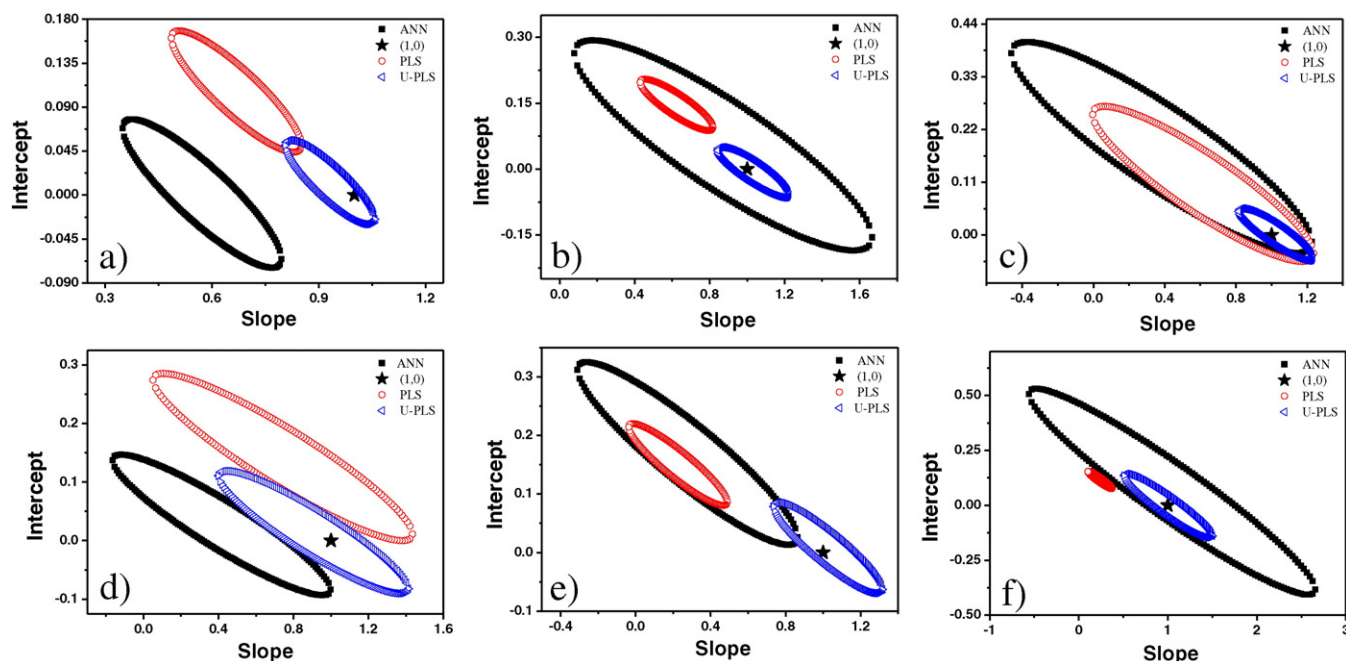 0.180
0.135
0.090
0.045
0.000
-0.045
-0.090
Intercept
ANN
(1,0)
PLS
U-PLS
a)
0.3 0.6 0.9 1.2
Slope
0.30
0.15
0.00
-0.15
Intercept
ANN
(1,0)
PLS
U-PLS
b)
0.0 0.4 0.8 1.2 1.6
Slope
0.44
0.33
0.22
0.11
0.00
Intercept
ANN
(1,0)
PLS
U-PLS
c)
-0.4 0.0 0.4 0.8 1.2
Slope
0.3
0.2
0.1
0.0
-0.1
Intercept
ANN
(1,0)
PLS
U-PLS
d)
0.0 0.4 0.8 1.2 1.6
Slope
0.3
0.2
0.1
0.0
-0.1
Intercept
ANN
(1,0)
PLS
U-PLS
e)
-0.4 0.0 0.4 0.8 1.2
Slope
0.50
0.25
0.00
-0.25
-0.50
Intercept
ANN
(1,0)
PLS
U-PLS
f)
-1 0 1 2 3
Slope